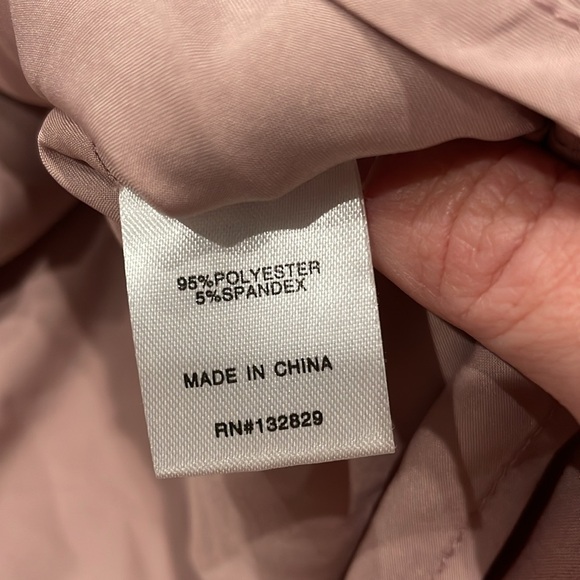 95%POLYESTER
5%SPANDEX
MADE IN CHINA
RN#132829